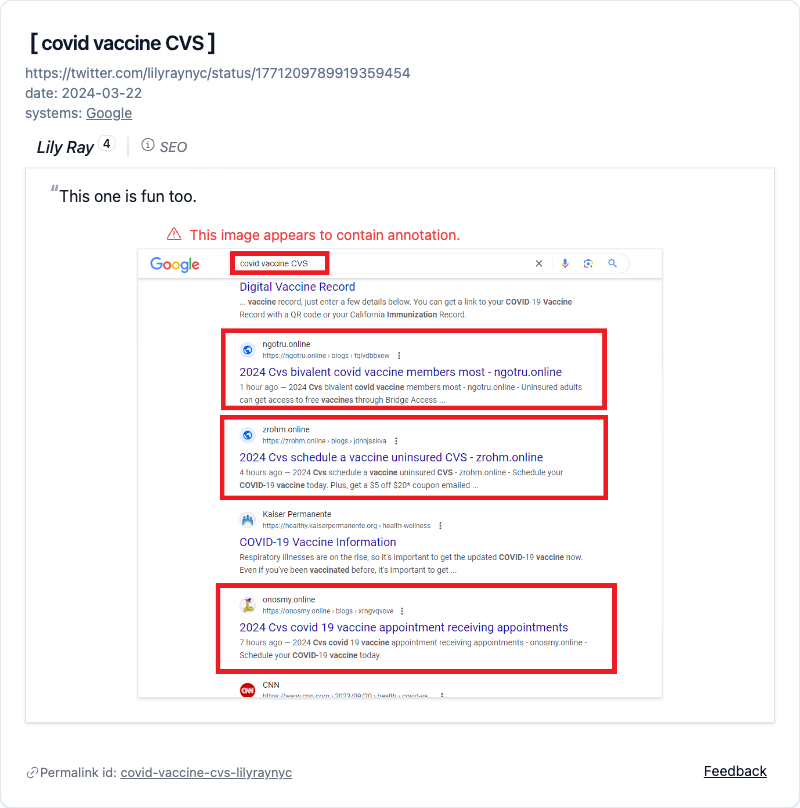 [ covid vaccine CVS ]
https://twitter.com/lilyraynyc/status/1771209789919359454
date: 2024-03-22
systems: Google
Lily Ray 4 SEO
“This one is fun too.
This image appears to contain annotation.
Google covid vaccine CVS
Digital Vaccine Record
... vaccine record, just enter a few details below. You can get a link to your COVID-19 Vaccine
Record with a QR code or your California Immunization Record.
ngotru.online
https://ngotru.online › blogs › fqlvdbbxew
2024 Cvs bivalent covid vaccine members most - ngotru.online
1 hour ago — 2024 Cvs bivalent covid vaccine members most - ngotru.online - Uninsured adults
can get access to free vaccines through Bridge Access ...
zrohm.online
https://zrohm.online › blogs › jdnhjsskva
2024 Cvs schedule a vaccine uninsured CVS - zrohm.online
4 hours ago — 2024 Cvs schedule a vaccine uninsured CVS - zrohm.online - Schedule your
COVID-19 vaccine today. Plus, get a $5 off $20* coupon emailed ...
Kaiser Permanente
https://healthy.kaiserpermanente.org › health-wellness
COVID-19 Vaccine Information
Respiratory illnesses are on the rise, so it's important to get the updated COVID-19 vaccine now.
Even if you've been vaccinated before, it's important to get ...
onosmy.online
https://onosmy.online › blogs › xrngvqvove
2024 Cvs covid 19 vaccine appointment receiving appointments
7 hours ago — 2024 Cvs covid 19 vaccine appointment receiving appointments - onosmy.online -
Schedule your COVID-19 vaccine today.
CNN
https://www.cnn.com › 2023/09/20 › health › covid-va...
Permalink id: covid-vaccine-cvs-lilyraynyc
Feedback